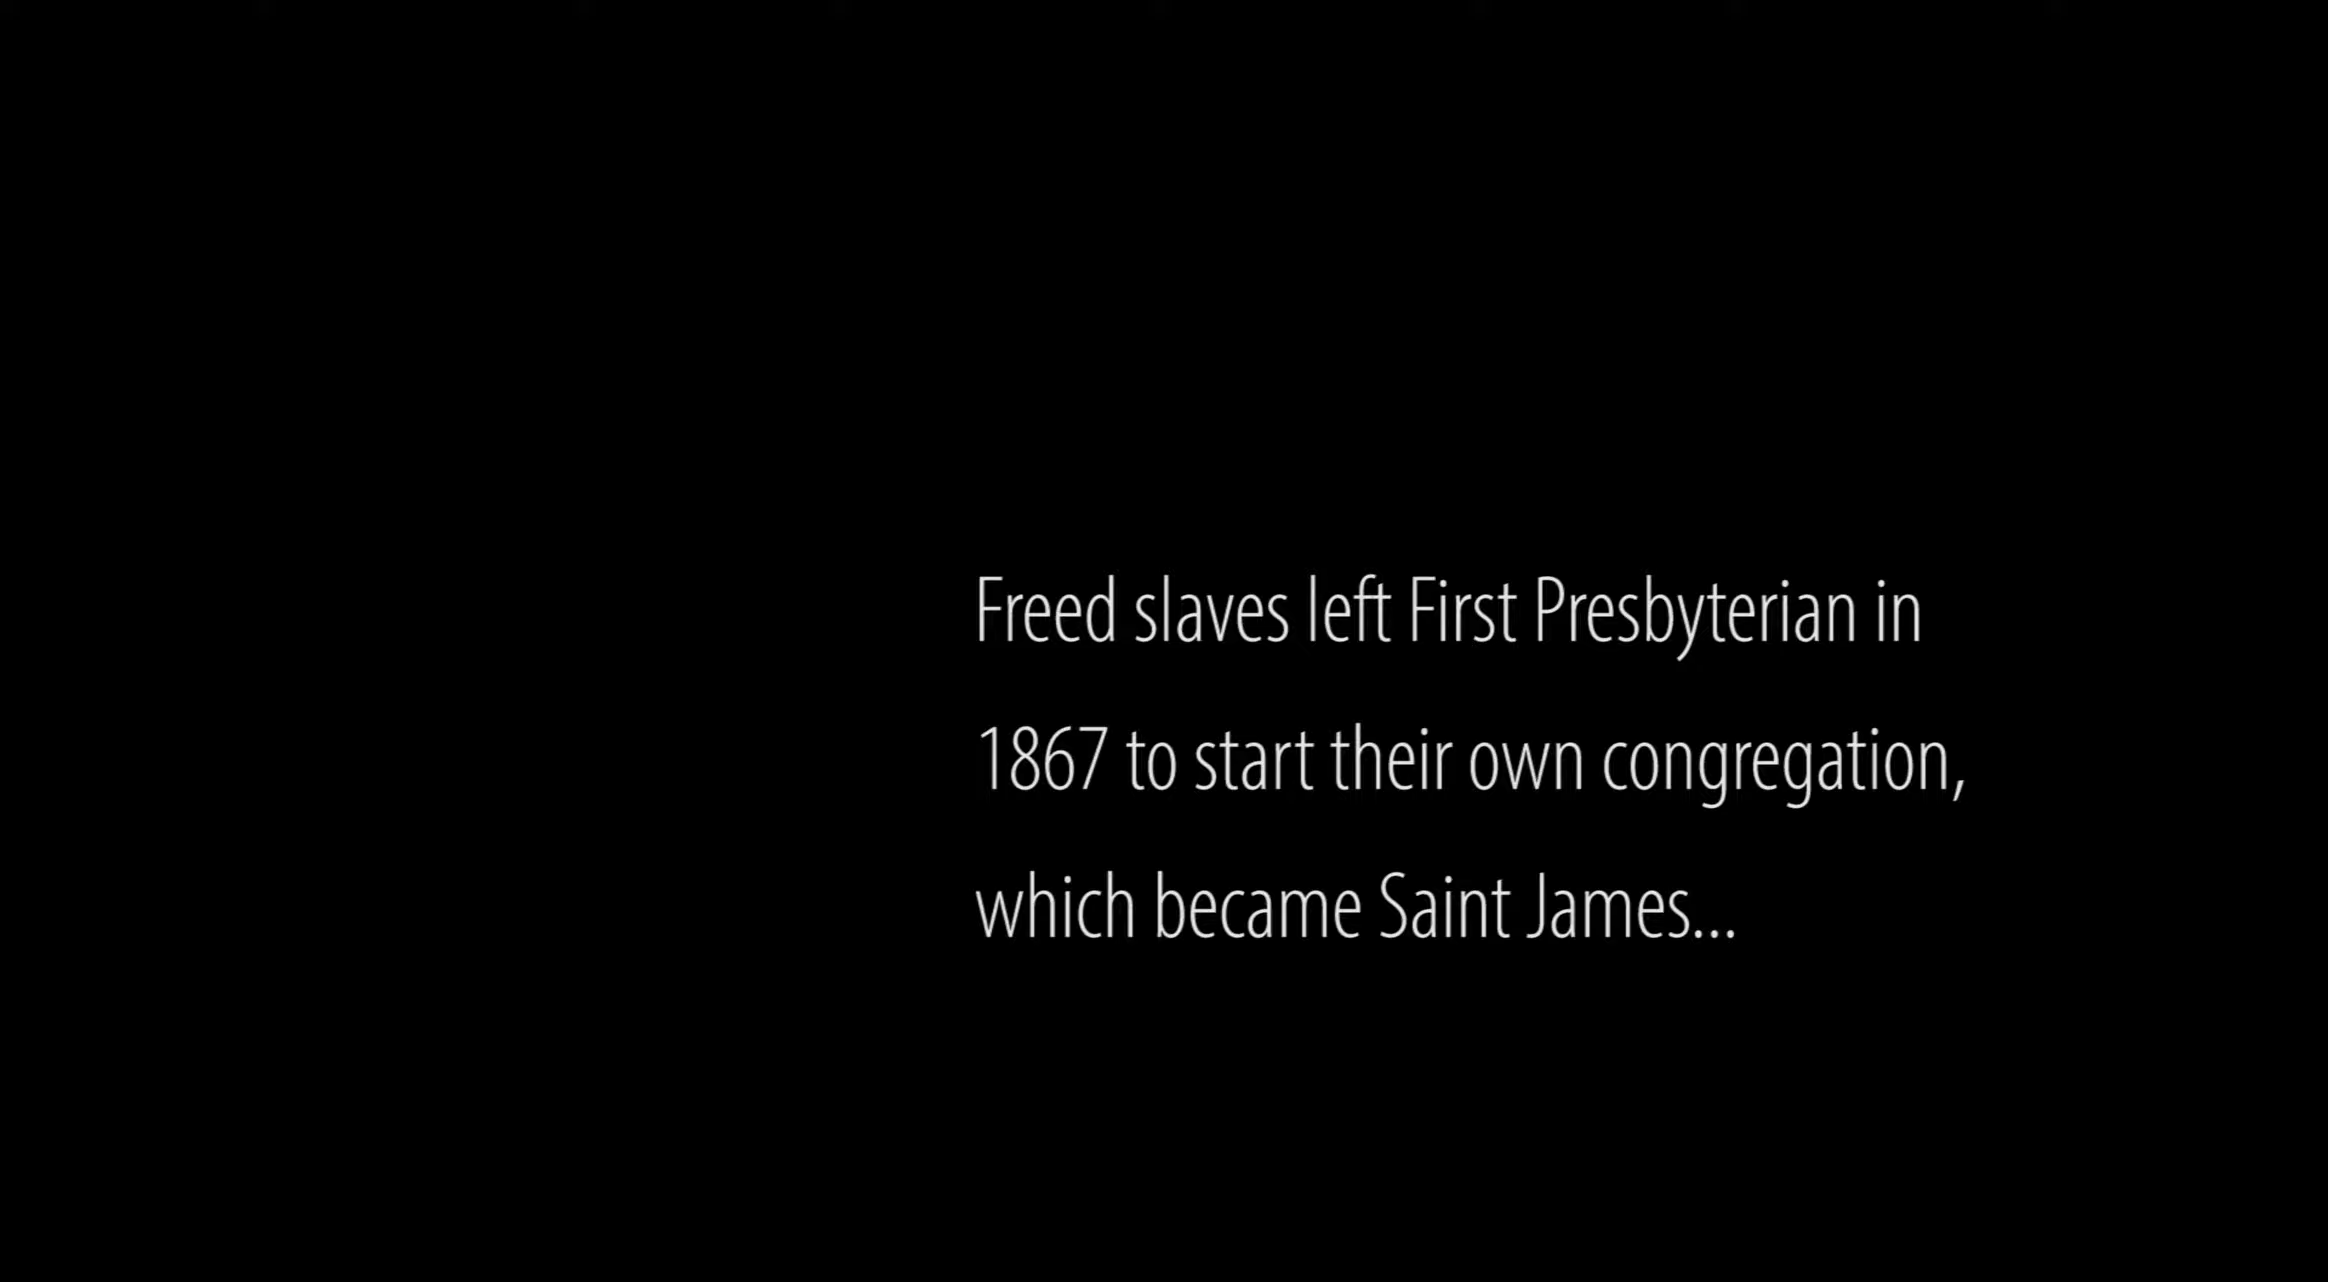 Freed slaves left First Presbyterian in
1867 to start their own congregation,
which became Saint James...